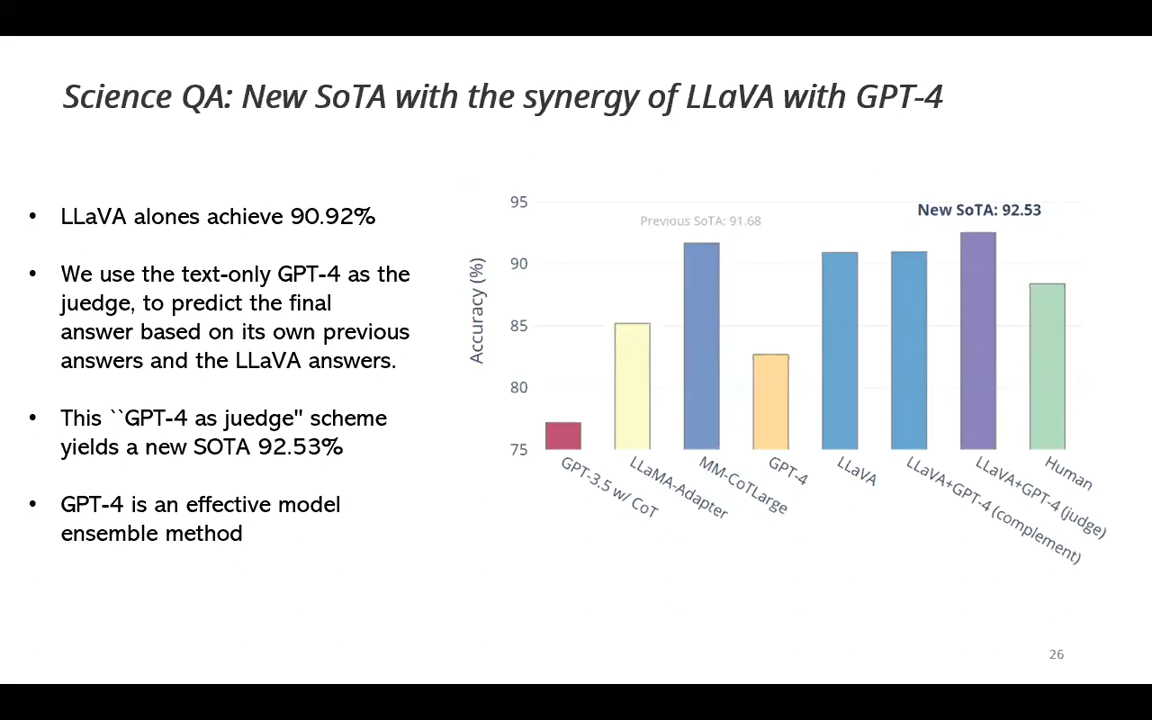 Science QA: New SoTA with the synergy of LLaVA with GPT-4
• LLaVA alones achieve 90.92%
• We use the text-only GPT-4 as the
juedge, to predict the final
answer based on its own previous
answers and the LLaVA answers.
• This ``GPT-4 as juedge" scheme
yields a new SOTA 92.53%
• GPT-4 is an effective model
ensemble method
Accuracy (%)
95
90
85
80
75
Previous SoTA: 91.68
New SoTA: 92.53
GPT-3.5 w/ CoT
LLaMA-Adapter
MM-CoTLarge
GPT-4
LLaVA
LLaVA+GPT-4 (complement)
LLaVA+GPT-4 (judge)
Human
26